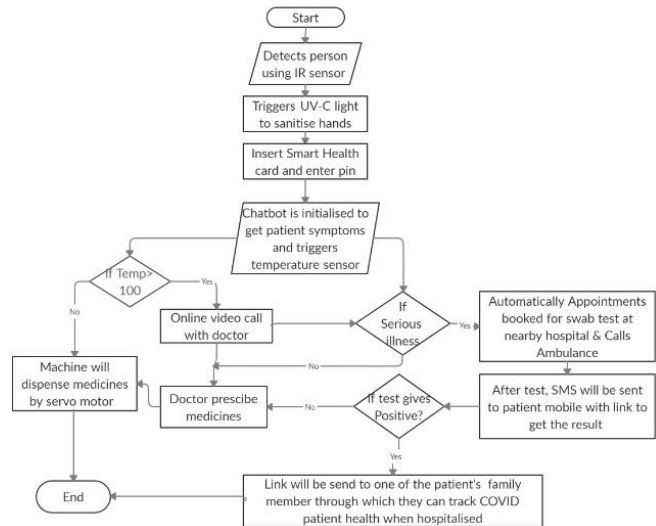 Start
Detects person
using IR sensor
Triggers UV-C light
to sanitise hands
Insert Smart Health
card and enter pin
Chatbot is initialised to
get patient symptoms
and triggers
temperature sensor
If Temp>
100
Yes
No
Online video call
with doctor
If
Serious
illness
Yes
No
Automatically Appointments
booked for swab test at
nearby hospital & Calls
Ambulance
Machine will
dispense medicines
by servo motor
Doctor prescibe
medicines
No
If test gives
Positive?
Yes
After test, SMS will be sent
to patient mobile with link to
get the result
End
Link will be send to one of the patient's family
member through which they can track COVID
patient health when hospitalised